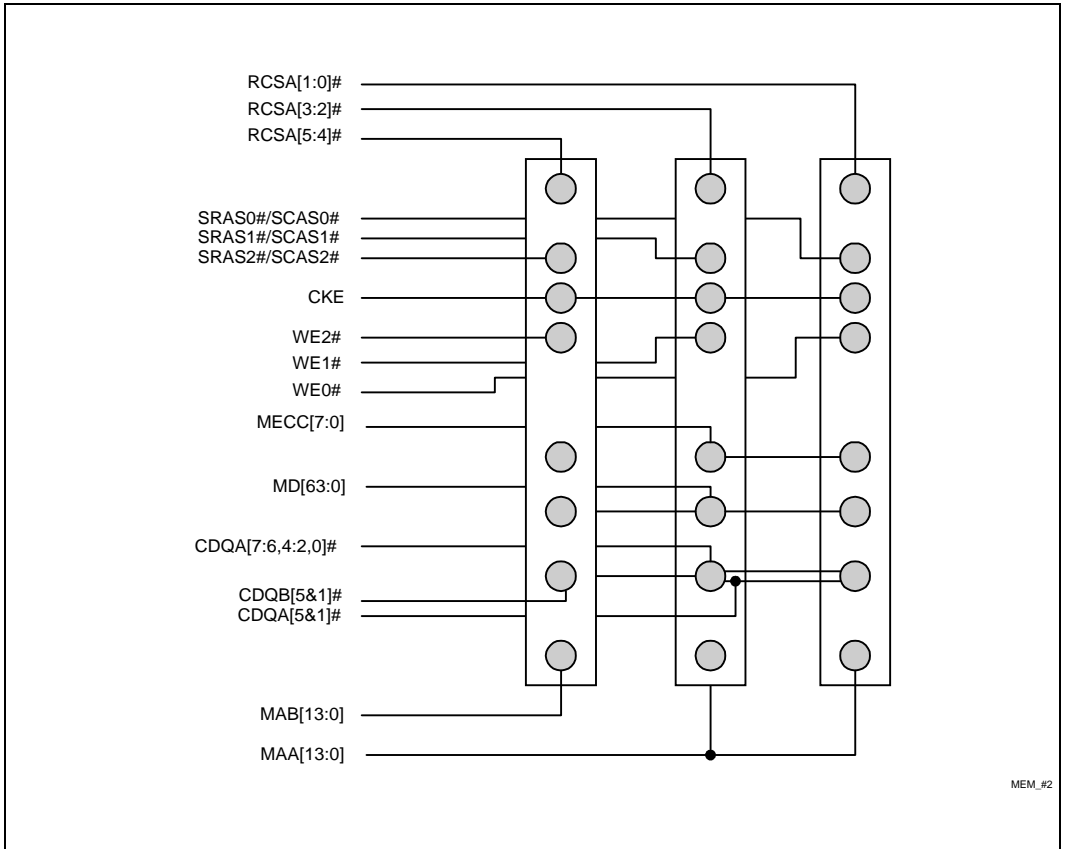 RCSA[1:0]#
RCSA[3:2]#
RCSA[5:4]#
SRAS0#/SCAS0#
SRAS1#/SCAS1#
SRAS2#/SCAS2#
CKE
WE2#
WE1#
WE0#
MECC[7:0]
MD[63:0]
CDQA[7:6,4:2,0]#
CDQB[5&1]#
CDQA[5&1]#
MAB[13:0]
MAA[13:0]
MEM_#2